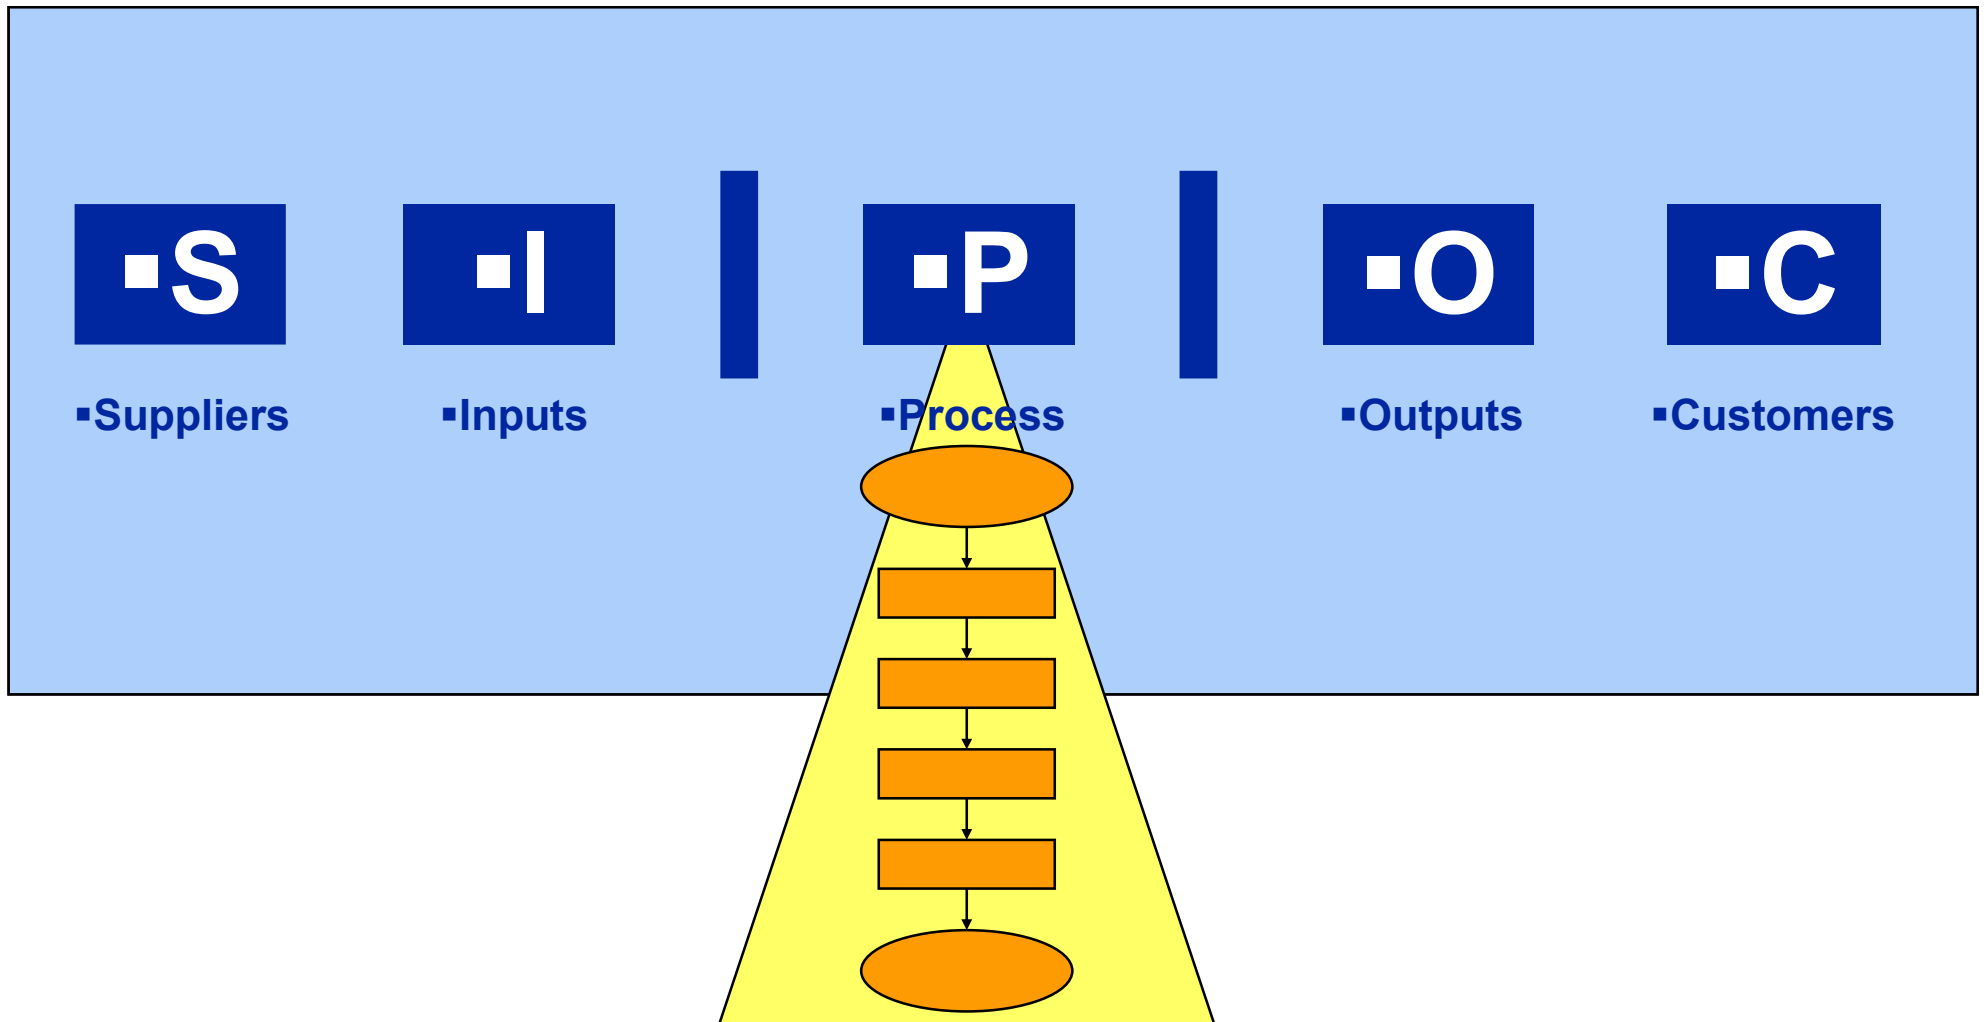 ▪S ▪I ▪P ▪O ▪C
▪Suppliers ▪Inputs ▪Process ▪Outputs ▪Customers